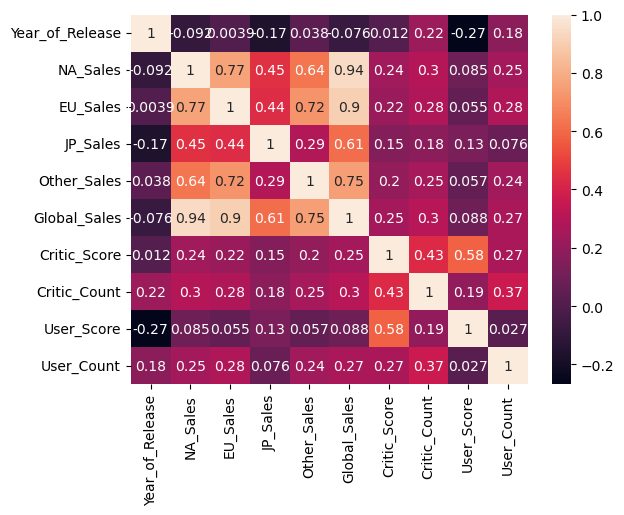 Year_of_Release 1 -0.092 0.0039 -0.17 0.038 -0.076 0.012 0.22 -0.27 0.18
NA_Sales -0.092 1 0.77 0.45 0.64 0.94 0.24 0.3 0.085 0.25
EU_Sales 0.0039 0.77 1 0.44 0.72 0.9 0.22 0.28 0.055 0.28
JP_Sales -0.17 0.45 0.44 1 0.29 0.61 0.15 0.18 0.13 0.076
Other_Sales 0.038 0.64 0.72 0.29 1 0.75 0.2 0.25 0.057 0.24
Global_Sales -0.076 0.94 0.9 0.61 0.75 1 0.25 0.3 0.088 0.27
Critic_Score 0.012 0.24 0.22 0.15 0.2 0.25 1 0.43 0.58 0.27
Critic_Count 0.22 0.3 0.28 0.18 0.25 0.3 0.43 1 0.19 0.37
User_Score -0.27 0.085 0.055 0.13 0.057 0.088 0.58 0.19 1 0.027
User_Count 0.18 0.25 0.28 0.076 0.24 0.27 0.27 0.37 0.027 1
Year_of_Release
NA_Sales
EU_Sales
JP_Sales
Other_Sales
Global_Sales
Critic_Score
Critic_Count
User_Score
User_Count
1.0
0.8
0.6
0.4
0.2
0.0
−0.2